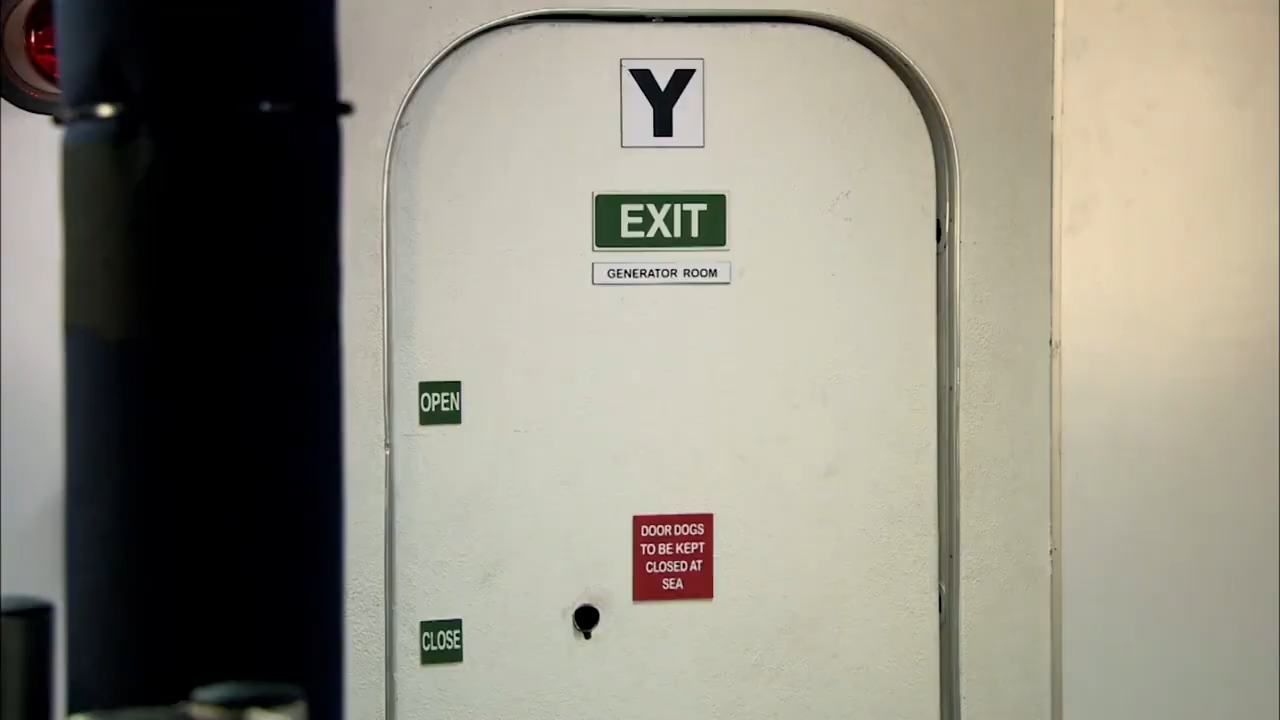 Y
EXIT
GENERATOR ROOM
OPEN
DOOR DOGS
TO BE KEPT
CLOSED AT
SEA
CLOSE